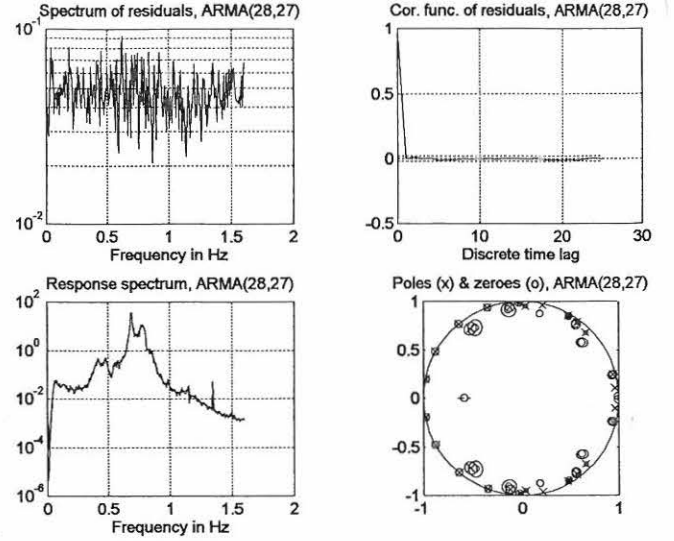 Spectrum of residuals, ARMA(28,27)
10^-1
10^-2
0 0.5 1 1.5 2
Frequency in Hz
Cor. func. of residuals, ARMA(28,27)
1
0.5
0
-0.5
0 10 20 30
Discrete time lag
Response spectrum, ARMA(28,27)
10^2
10^0
10^-2
10^-4
10^-6
0 0.5 1 1.5 2
Frequency in Hz
Poles (x) & zeroes (o), ARMA(28,27)
1
0.5
0
-0.5
-1
-1 0 1